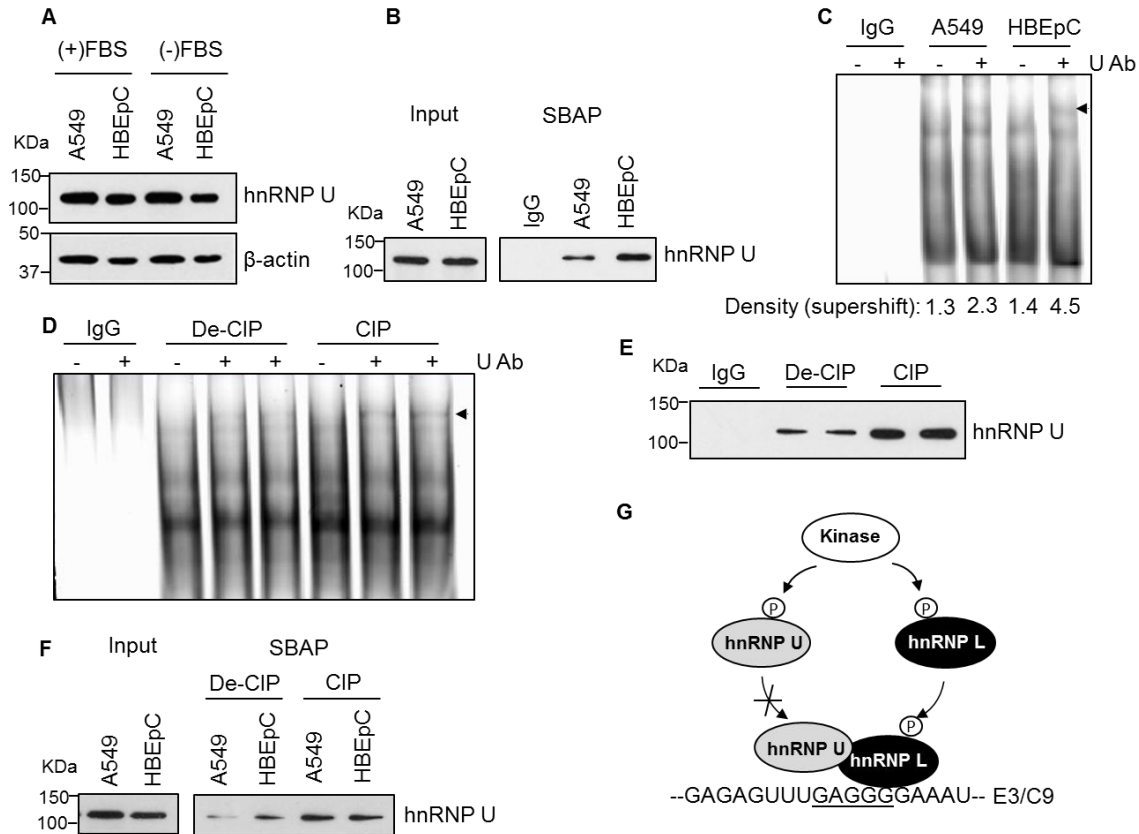 A
(+)FBS (-)FBS
A549 HBEpC A549 HBEpC
KDa
150
100
hnRNP U
50
37
β-actin
B
Input SBAP
KDa A549 HBEpC IgG A549 HBEpC
150
100
hnRNP U
C
IgG A549 HBEpC
- + - + - + U Ab
Density (supershift): 1.3 2.3 1.4 4.5
D
IgG De-CIP CIP
- + - + + - + + U Ab
E
KDa IgG De-CIP CIP
150
100
hnRNP U
F
Input SBAP
De-CIP CIP
KDa A549 HBEpC A549 HBEpC A549 HBEpC
150
100
hnRNP U
G
Kinase
P P
hnRNP U hnRNP L
P
hnRNP U hnRNP L
--GAGAGUUUGAGGGGAAAU-- E3/C9